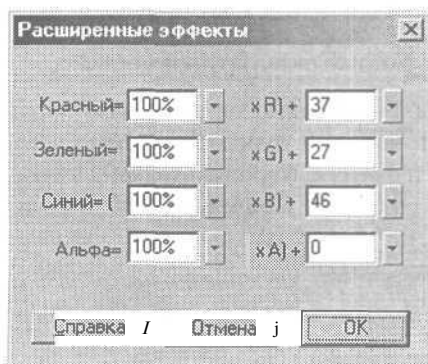 Расширенные эффекты
Красный= 100% x R) + 37
Зеленый= 100% x G) + 27
Синий= ( 100% x B) + 46
Альфа= 100% x A) + 0
Справка I Отмена j OK